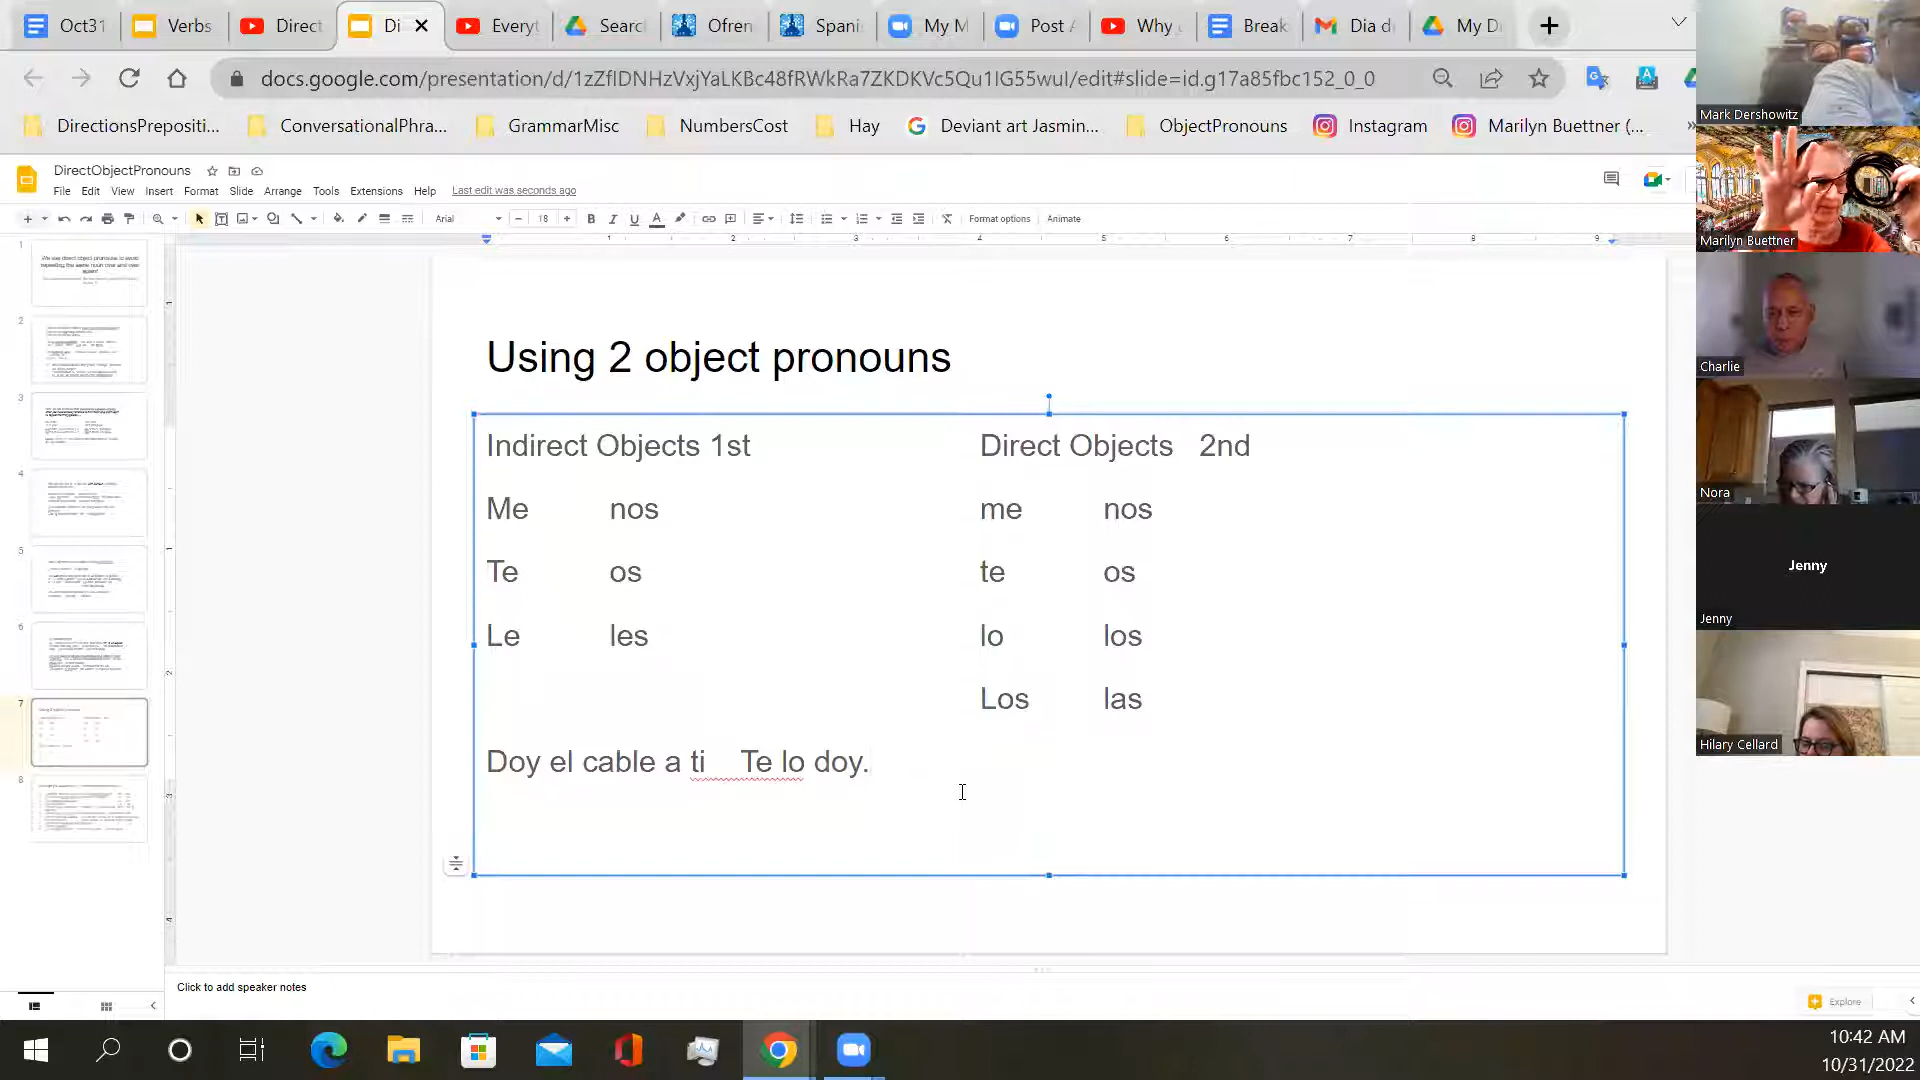 Oct31 Verbs Direct Di Everyt Search Ofren Spani My M Post Why Break Dia d My Dr
docs.google.com/presentation/d/1zZflDNHzVxjYaLKBc48fRWkRa7ZKDKVc5Qu1IG55wuI/edit#slide=id.g17a85fbc152_0_0
DirectionsPrepositi... ConversationalPhra... GrammarMisc NumbersCost Hay Deviant art Jasmin... ObjectPronouns Instagram Marilyn Buettner (...
DirectObjectPronouns
File Edit View Insert Format Slide Arrange Tools Extensions Help Last edit was seconds ago
Arial 18 Format options Animate
Using 2 object pronouns
Indirect Objects 1st Direct Objects 2nd
Me nos me nos
Te os te os
Le les lo los
Los las
Doy el cable a ti Te lo doy.
Click to add speaker notes
Explore
Mark Dershowitz
Marilyn Buettner
Charlie
Nora
Jenny
Jenny
Hilary Cellard
10:42 AM
10/31/2022